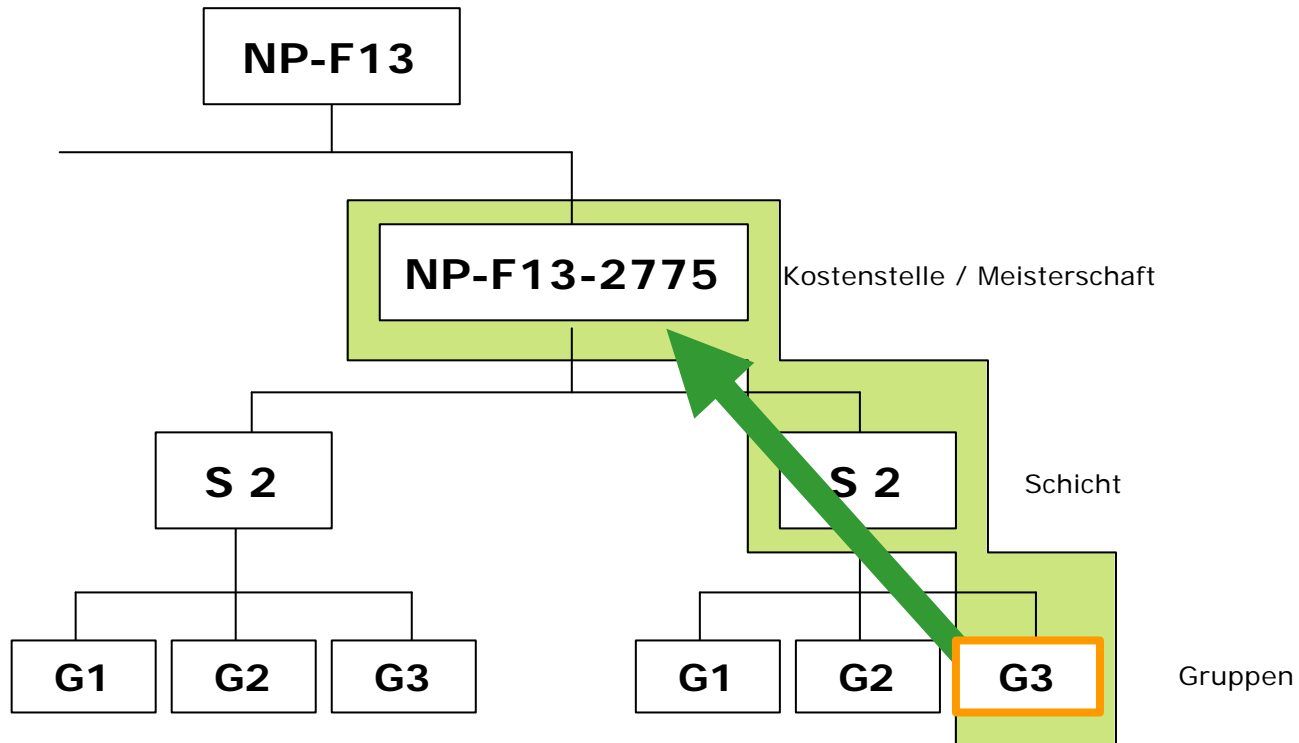 NP-F13
NP-F13-2775
Kostenstelle / Meisterschaft
S 2
S 2
Schicht
G1
G2
G3
G1
G2
G3
Gruppen